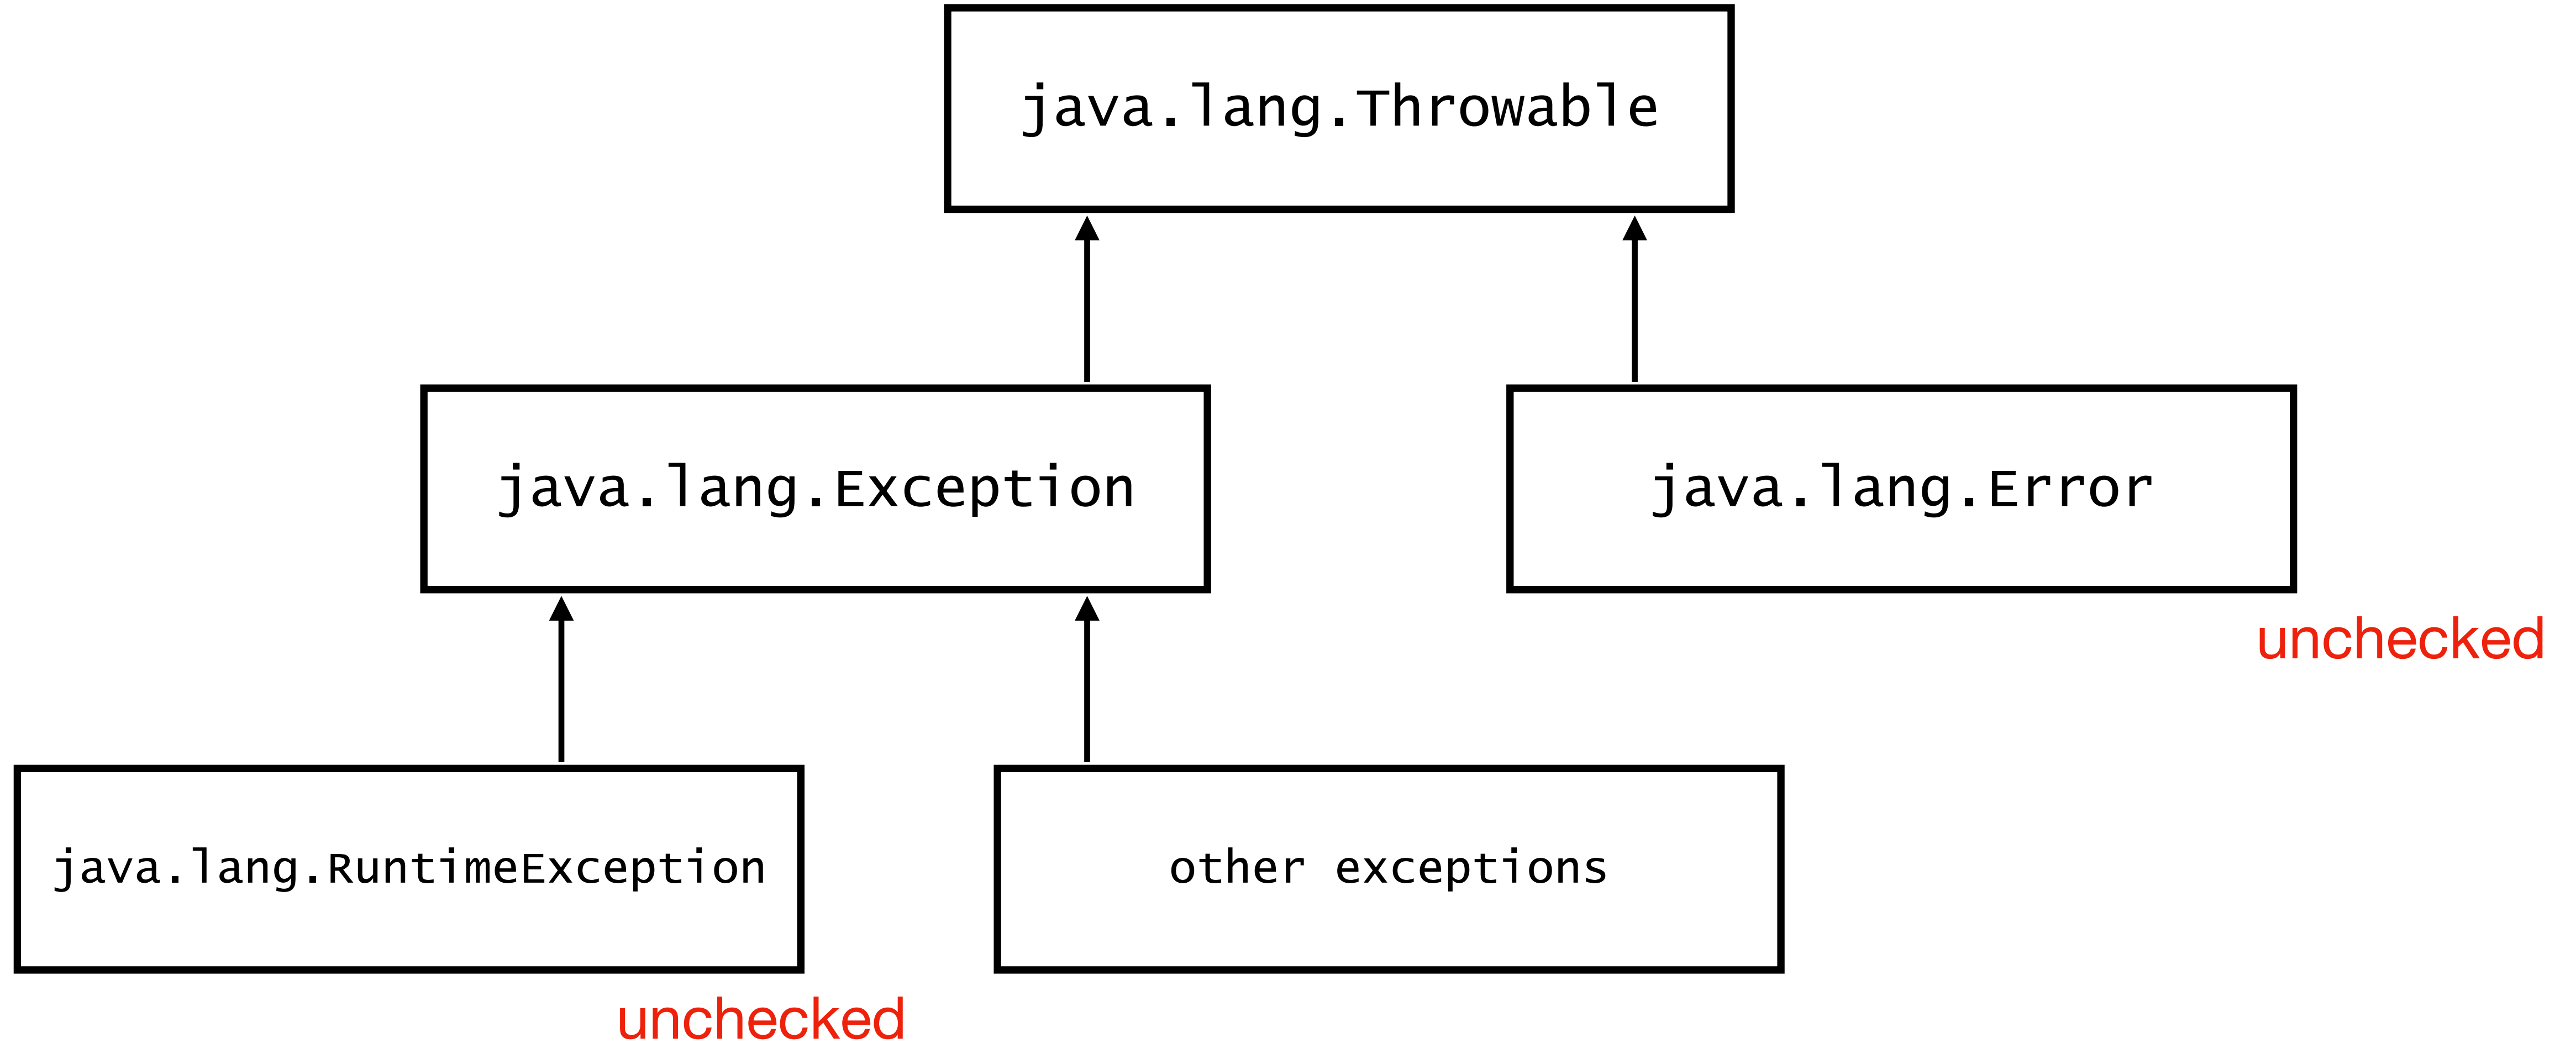 java.lang.Throwable
java.lang.Exception
java.lang.Error
unchecked
java.lang.RuntimeException
other exceptions
unchecked